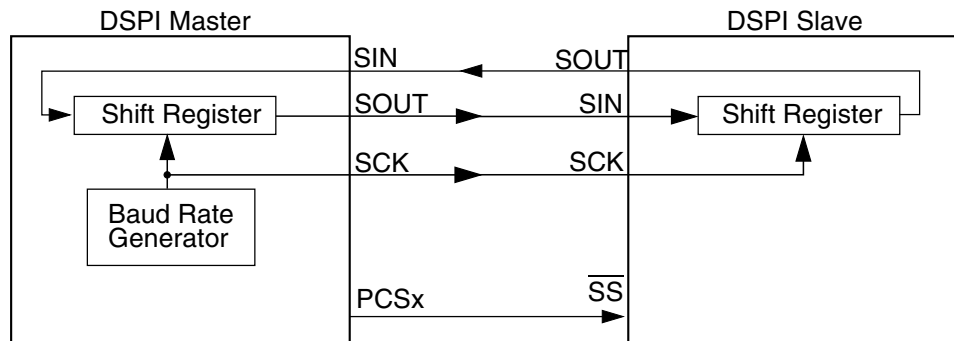 DSPI Master
DSPI Slave
SIN
SOUT
Shift Register
SOUT
SIN
Shift Register
SCK
SCK
Baud Rate
Generator
PCSx
SS